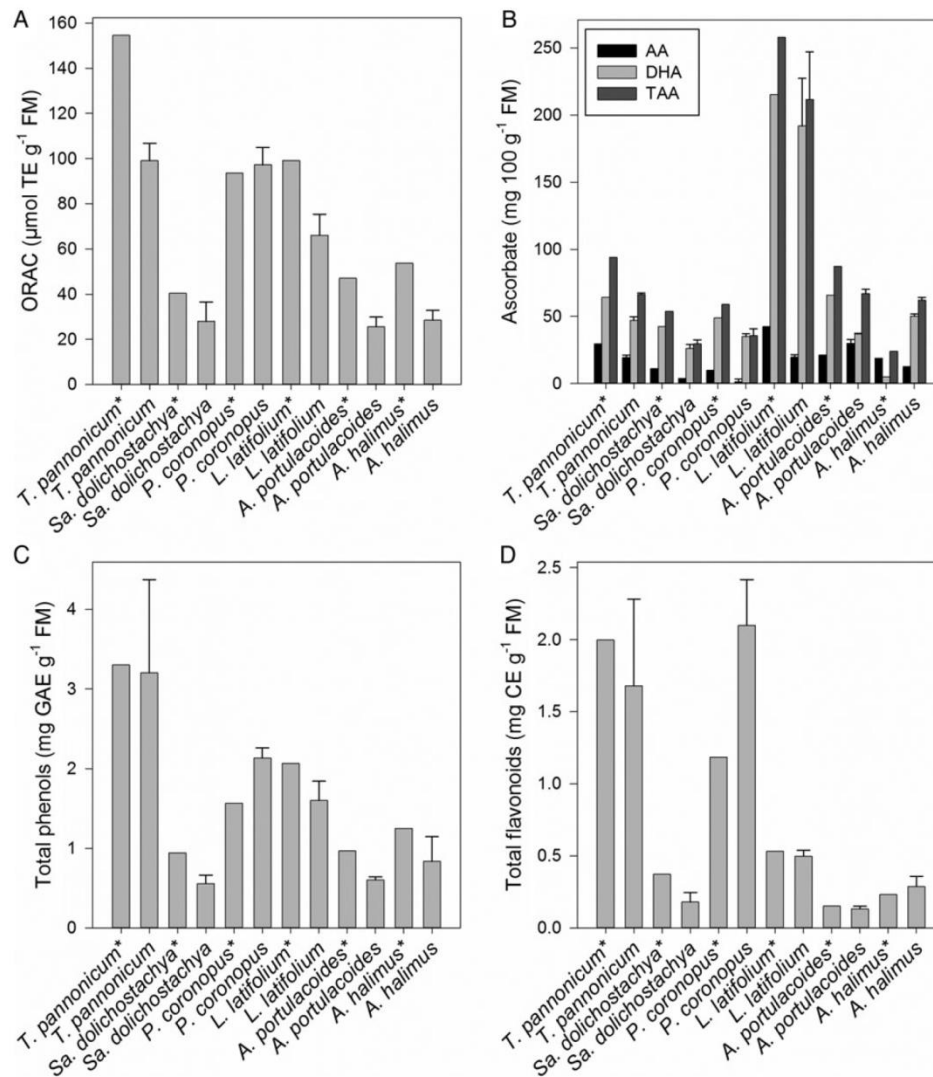 A
ORAC (µmol TE g⁻¹ FM)
160
140
120
100
80
60
40
20
0
T. pannonicum*
T. pannonicum
Sa. dolichostachya*
Sa. dolichostachya
P. coronopus*
P. coronopus
L. latifolium*
L. latifolium
A. portulacoides*
A. portulacoides
A. halimus*
A. halimus
B
Ascorbate (mg 100 g⁻¹ FM)
250
200
150
100
50
0
AA
DHA
TAA
T. pannonicum*
T. pannonicum
Sa. dolichostachya*
Sa. dolichostachya
P. coronopus*
P. coronopus
L. latifolium*
L. latifolium
A. portulacoides*
A. portulacoides
A. halimus*
A. halimus
C
Total phenols (mg GAE g⁻¹ FM)
4
3
2
1
0
T. pannonicum*
T. pannonicum
Sa. dolichostachya*
Sa. dolichostachya
P. coronopus*
P. coronopus
L. latifolium*
L. latifolium
A. portulacoides*
A. portulacoides
A. halimus*
A. halimus
D
Total flavonoids (mg CE g⁻¹ FM)
2.5
2.0
1.5
1.0
0.5
0.0
T. pannonicum*
T. pannonicum
Sa. dolichostachya*
Sa. dolichostachya
P. coronopus*
P. coronopus
L. latifolium*
L. latifolium
A. portulacoides*
A. portulacoides
A. halimus*
A. halimus